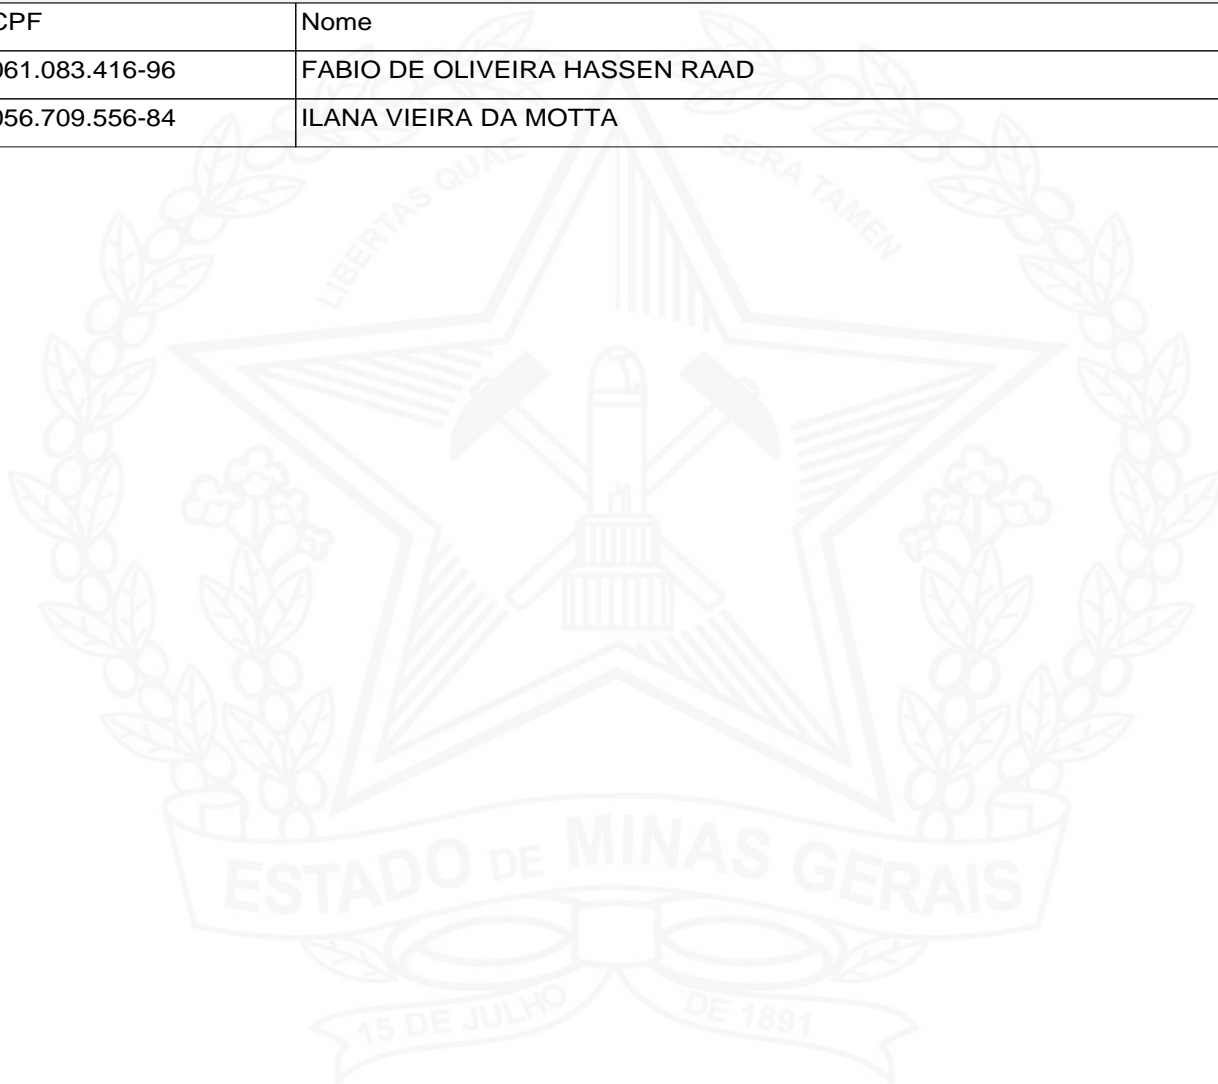 CPF Nome
061.083.416-96 FABIO DE OLIVEIRA HASSEN RAAD
056.709.556-84 ILANA VIEIRA DA MOTTA
LIBERTAS QUAE SERA TAMEN
ESTADO DE MINAS GERAIS
15 DE JULHO DE 1891